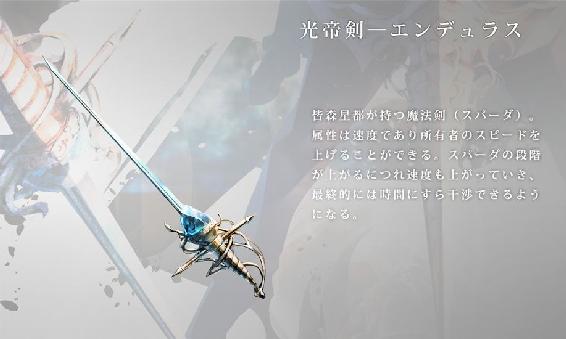 光帝剣―エンデュラス
皆森星都が持つ魔法剣（スパーダ）。
属性は速度であり所有者のスピードを
上げることができる。スパーダの段階
が上がるにつれ速度も上がっていき、
最終的には時間にすら干渉できるよう
になる。